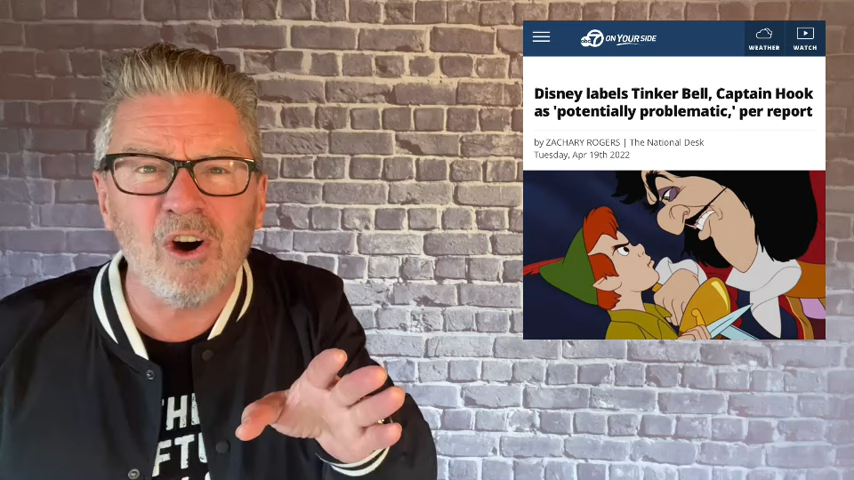 abc 7 ON YOUR SIDE
WEATHER
WATCH
Disney labels Tinker Bell, Captain Hook
as 'potentially problematic,' per report
by ZACHARY ROGERS | The National Desk
Tuesday, Apr 19th 2022